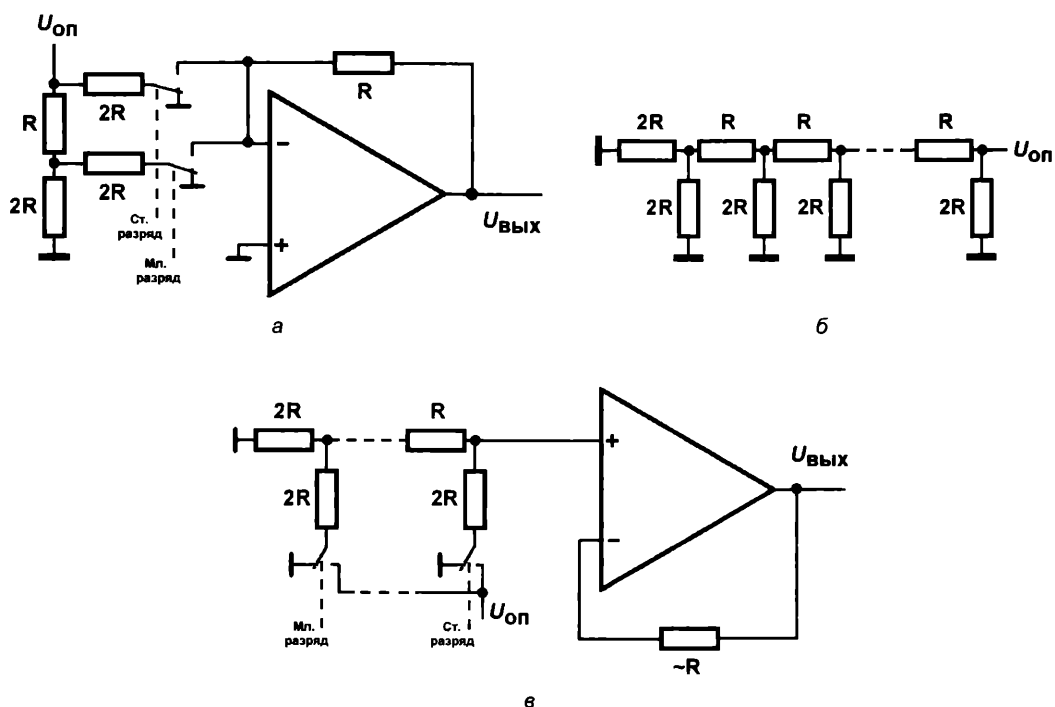 Uоп
2R
R
R
2R
2R
−
+
Uвых
Ст.
разряд
Мл.
разряд
а
2R R R R
Uоп
2R 2R 2R 2R
б
2R R
2R 2R
+
−
Uвых
Uоп
Мл.
разряд
Ст.
разряд
~R
в